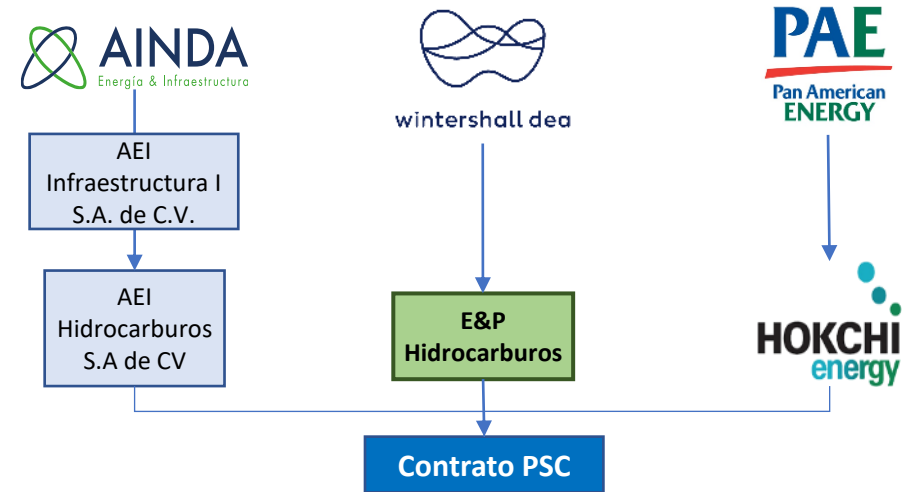 AINDA
Energía & Infraestructura
wintershall dea
PAE
Pan American
ENERGY
AEI
Infraestructura I
S.A. de C.V.
AEI
Hidrocarburos
S.A de CV
E&P
Hidrocarburos
HOKCHI
energy
Contrato PSC